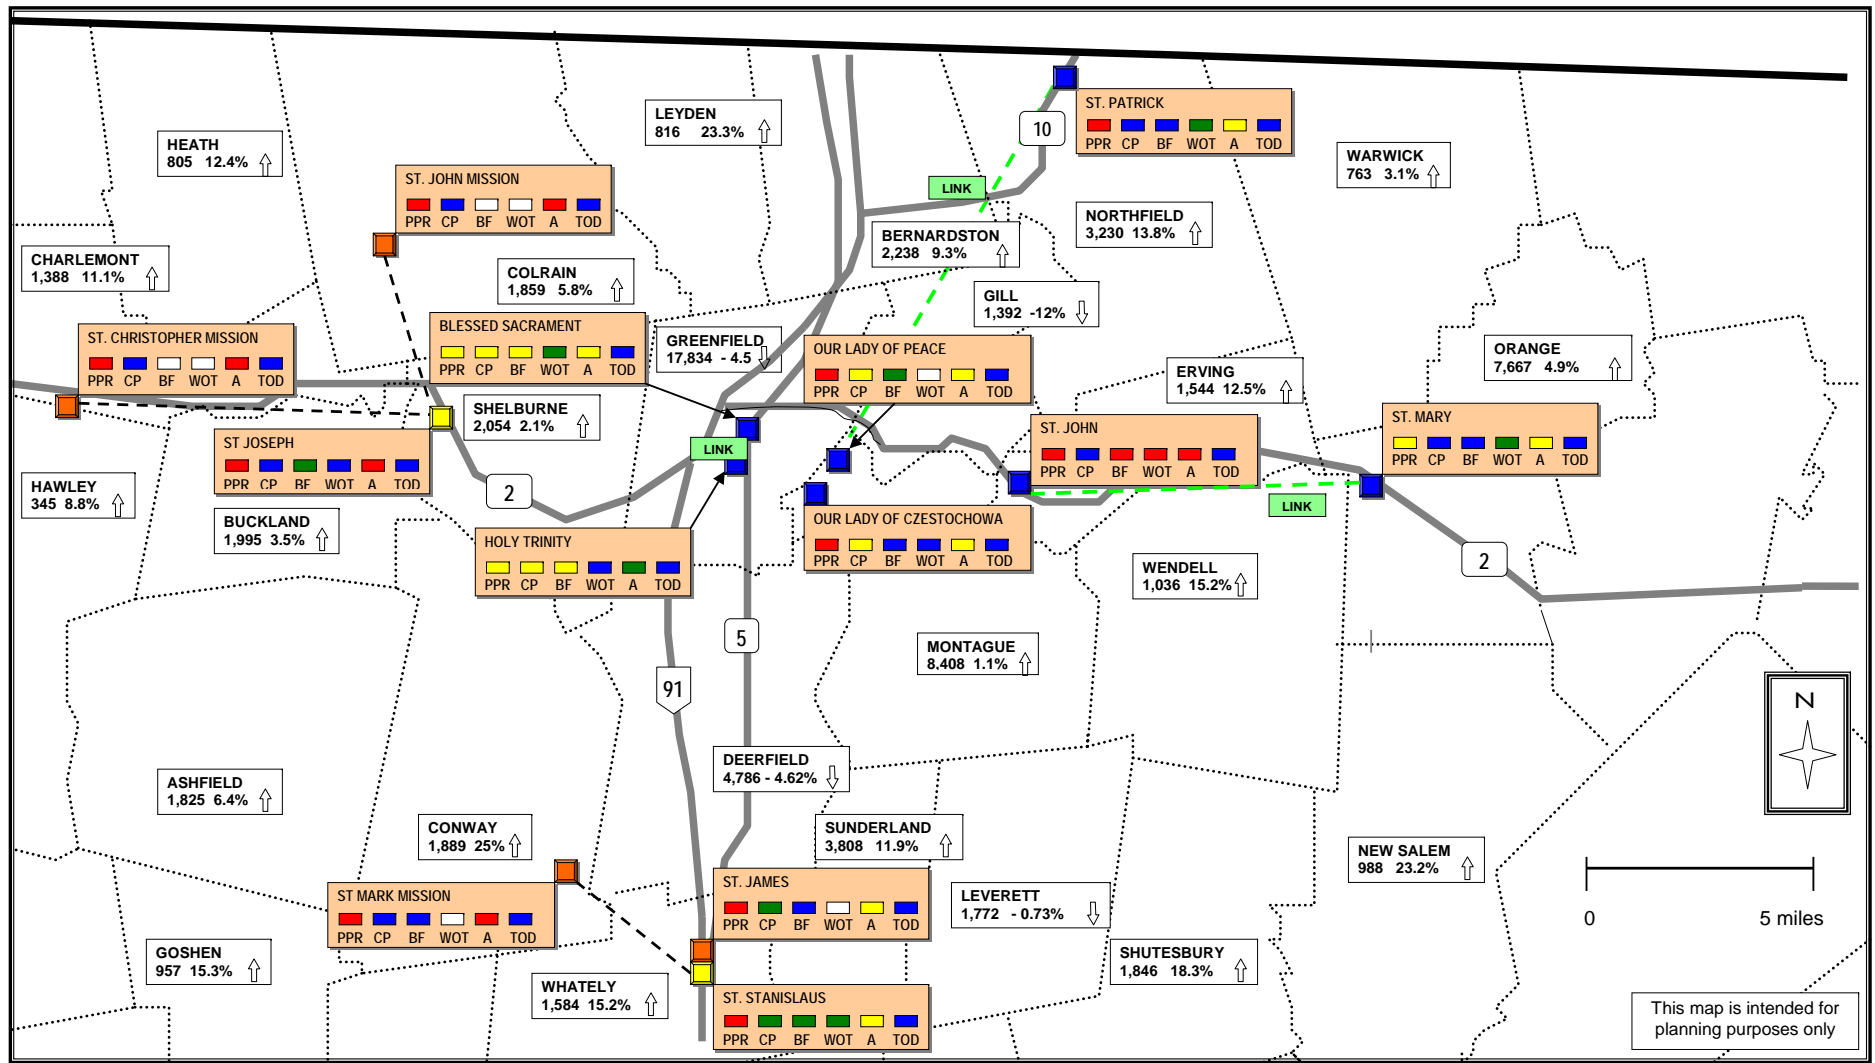 LEYDEN
816 23.3%
ST. PATRICK
PPR CP BF WOT A TOD
10
HEATH
805 12.4%
WARWICK
763 3.1%
ST. JOHN MISSION
PPR CP BF WOT A TOD
LINK
NORTHFIELD
3,230 13.8%
BERNARDSTON
2,238 9.3%
CHARLEMONT
1,388 11.1%
COLRAIN
1,859 5.8%
GILL
1,392 -12%
ST. CHRISTOPHER MISSION
PPR CP BF WOT A TOD
BLESSED SACRAMENT
PPR CP BF WOT A TOD
GREENFIELD
17,834 - 4.5
OUR LADY OF PEACE
PPR CP BF WOT A TOD
ORANGE
7,667 4.9%
ERVING
1,544 12.5%
SHELBURNE
2,054 2.1%
ST. MARY
PPR CP BF WOT A TOD
ST. JOHN
PPR CP BF WOT A TOD
ST JOSEPH
PPR CP BF WOT A TOD
LINK
HAWLEY
345 8.8%
2
LINK
BUCKLAND
1,995 3.5%
OUR LADY OF CZESTOCHOWA
PPR CP BF WOT A TOD
HOLY TRINITY
PPR CP BF WOT A TOD
2
WENDELL
1,036 15.2%
5
MONTAGUE
8,408 1.1%
91
N
DEERFIELD
4,786 - 4.62%
ASHFIELD
1,825 6.4%
CONWAY
1,889 25%
SUNDERLAND
3,808 11.9%
NEW SALEM
988 23.2%
ST MARK MISSION
PPR CP BF WOT A TOD
ST. JAMES
PPR CP BF WOT A TOD
LEVERETT
1,772 - 0.73%
0 5 miles
GOSHEN
957 15.3%
SHUTESBURY
1,846 18.3%
WHATELY
1,584 15.2%
ST. STANISLAUS
PPR CP BF WOT A TOD
This map is intended for
planning purposes only